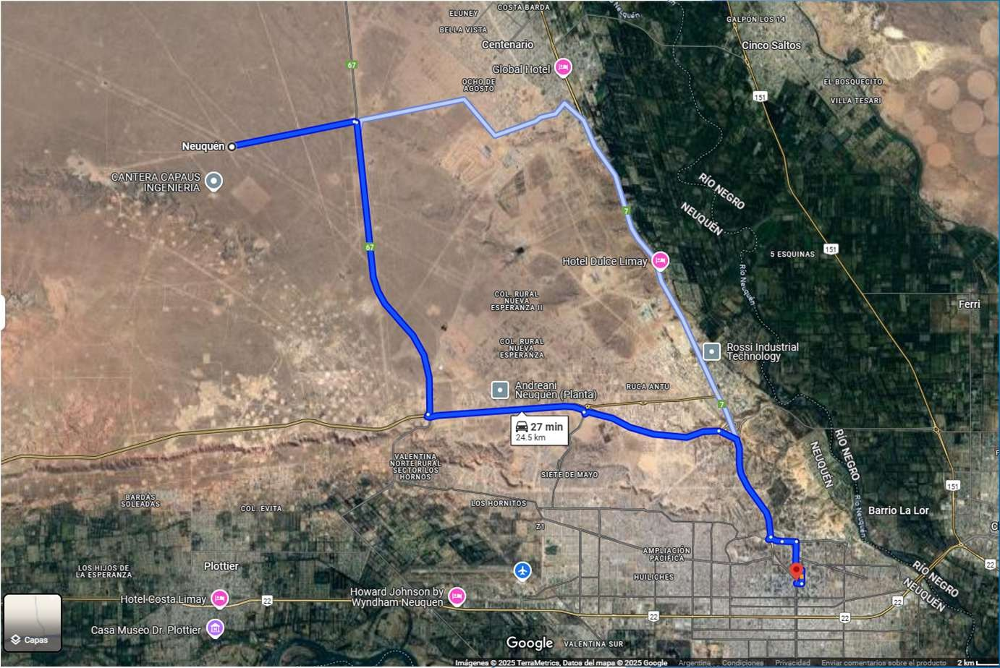 COSTA BARDA
ELUNEY
BELLA VISTA
Centenario
Global Hotel
OCHO DE
AGOSTO
GALPÓN LOS 14
Cinco Saltos
EL BOSQUECITO
VILLA TESARI
151
67
Neuquén
CANTERA CAPAUS
INGENIERIA
RÍO NEGRO
NEUQUÉN
7
67
151
5 ESQUINAS
Hotel Dulce Limay
Río Neuquén
Ferri
COL. RURAL
NUEVA
ESPERANZA II
COL. RURAL
NUEVA
ESPERANZA
Rossi Industrial
Technology
Andreani
Neuquén (Planta)
RUCA ANTU
7
27 min
24.5 km
VALENTINA
NORTE RURAL
SECTOR LOS
HORNOS
SIETE DE MAYO
RÍO NEGRO
NEUQUÉN
151
BARDAS
SOLEADAS
COL. EVITA
LOS HORNITOS
Río Neuquén
Barrio La Lor
Z1
AMPLIACIÓN
PACIFICA
HUILICHES
LOS HIJOS DE
LA ESPERANZA
Plottier
22
RÍO NEGRO
NEUQUÉN
Hotel Costa Limay
22
Howard Johnson by
Wyndham Neuquen
22
22
22
Casa Museo Dr. Plottier
Capas
Google
VALENTINA SUR
Imágenes © 2025 TerraMetrics, Datos del mapa © 2025 Google Argentina Condiciones Privacidad Enviar comentarios sobre el producto 2 km